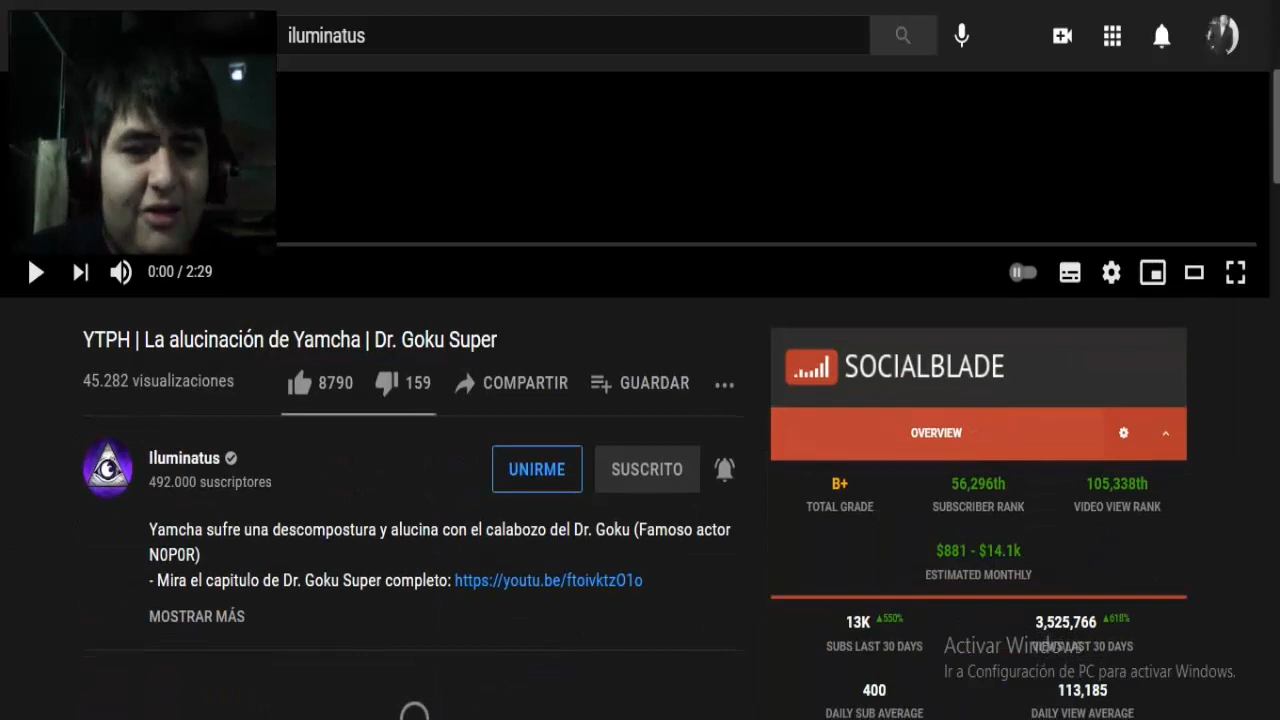 iluminatus
0:00 / 2:29
YTPH | La alucinación de Yamcha | Dr. Goku Super
45.282 visualizaciones
8790
159
COMPARTIR
GUARDAR
Iluminatus
492.000 suscriptores
UNIRME
SUSCRITO
Yamcha sufre una descompostura y alucina con el calabozo del Dr. Goku (Famoso actor
N0P0R)
- Mira el capitulo de Dr. Goku Super completo: https://youtu.be/ftoivktzO1o
MOSTRAR MÁS
SOCIALBLADE
OVERVIEW
B+ 56,296th 105,338th
TOTAL GRADE SUBSCRIBER RANK VIDEO VIEW RANK
$881 - $14.1k
ESTIMATED MONTHLY
13K ▲550% 3,525,766 ▲618%
SUBS LAST 30 DAYS VIEWS LAST 30 DAYS
Activar Windows
Ir a Configuración de PC para activar Windows.
400 113,185
DAILY SUB AVERAGE DAILY VIEW AVERAGE